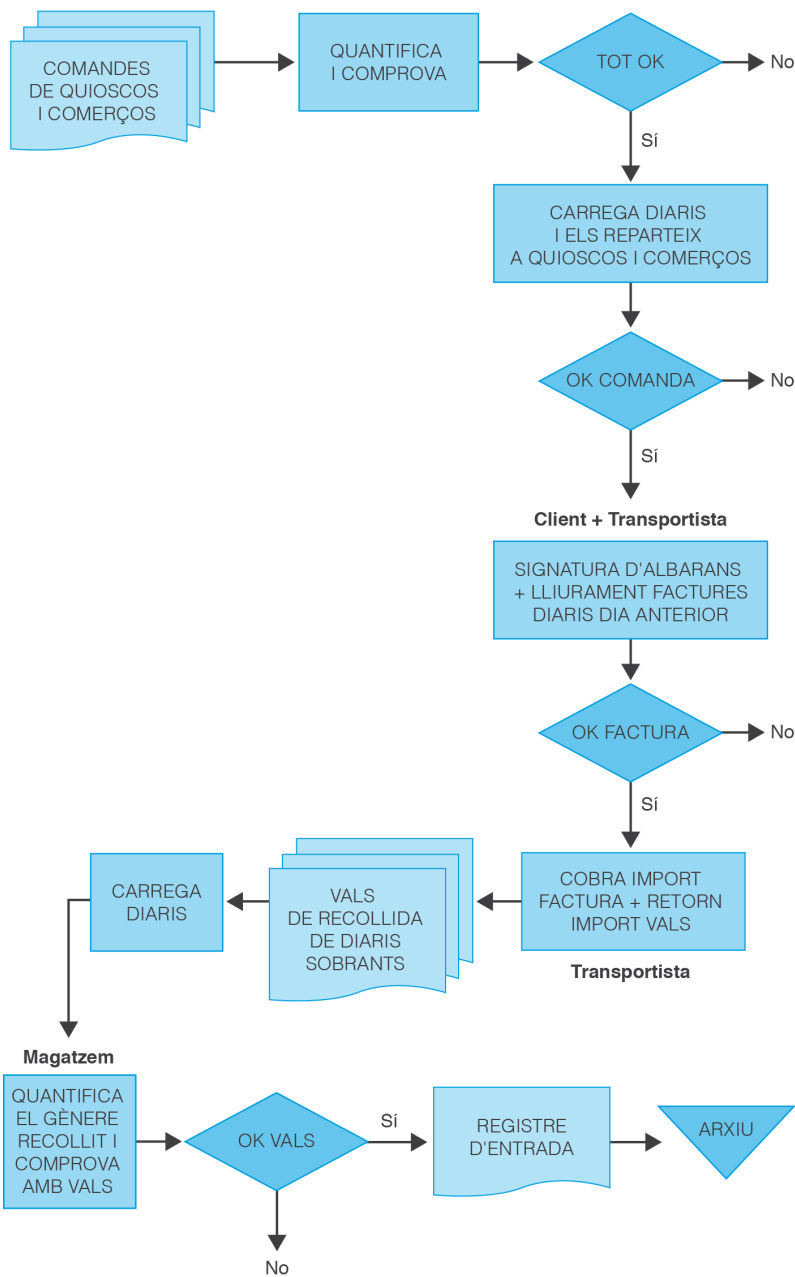 COMANDES
DE QUIOSCOS
I COMERÇOS
QUANTIFICA
I COMPROVA
TOT OK
No
Sí
CARREGA DIARIS
I ELS REPARTEIX
A QUIOSCOS I COMERÇOS
OK COMANDA
No
Sí
Client + Transportista
SIGNATURA D'ALBARANS
+ LLIURAMENT FACTURES
DIARIS DIA ANTERIOR
OK FACTURA
No
Sí
COBRA IMPORT
FACTURA + RETORN
IMPORT VALS
Transportista
VALS
DE RECOLLIDA
DE DIARIS
SOBRANTS
CARREGA
DIARIS
Magatzem
QUANTIFICA
EL GÈNERE
RECOLLIT I
COMPROVA
AMB VALS
OK VALS
Sí
No
REGISTRE
D'ENTRADA
ARXIU